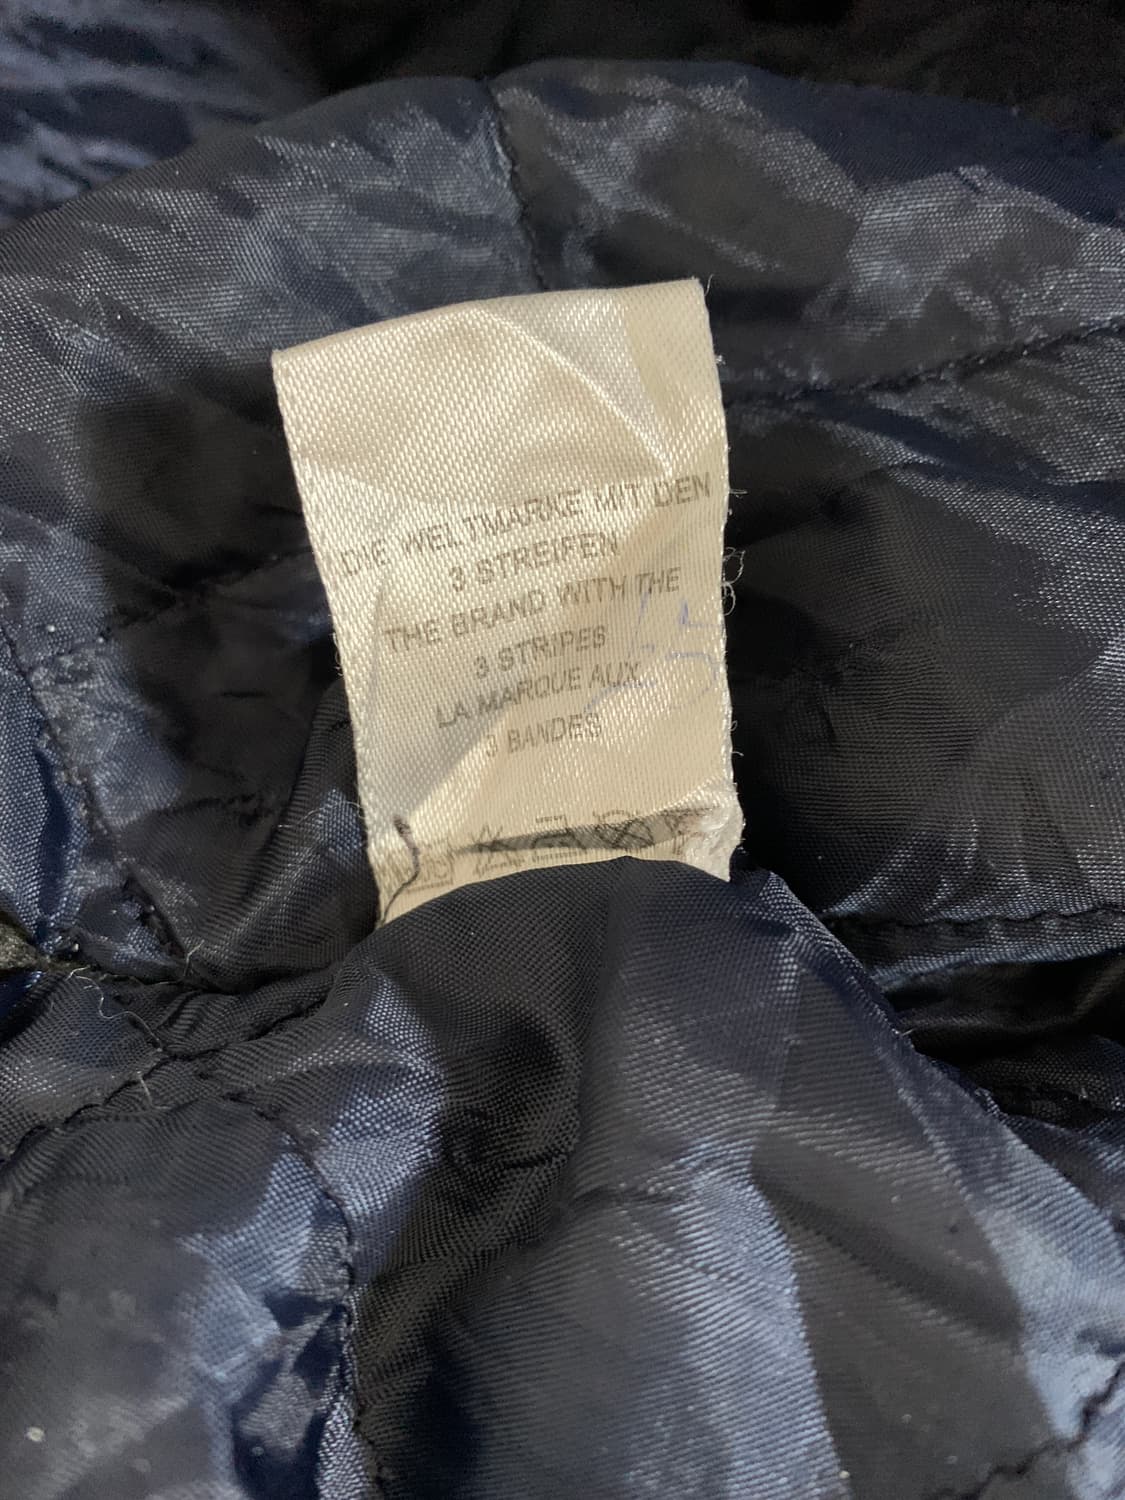 DIE WELTMARKE MIT DEN
3 STREIFEN
THE BRAND WITH THE
3 STRIPES
LA MARQUE AUX
3 BANDES